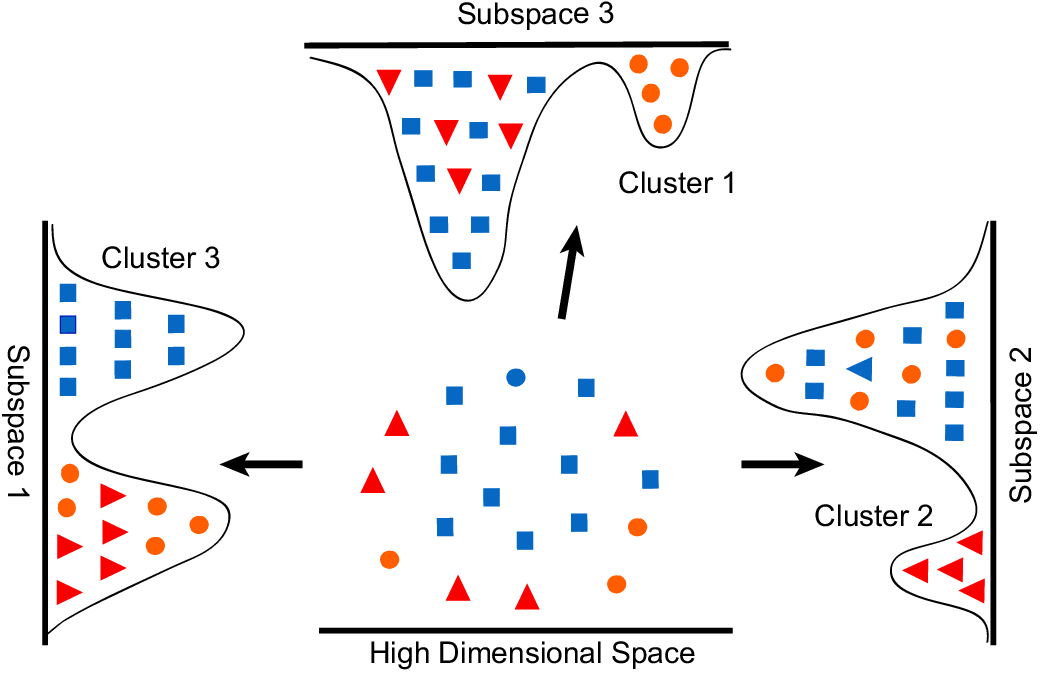 Subspace 3
Cluster 1
Cluster 3
Subspace 1
Subspace 2
Cluster 2
High Dimensional Space